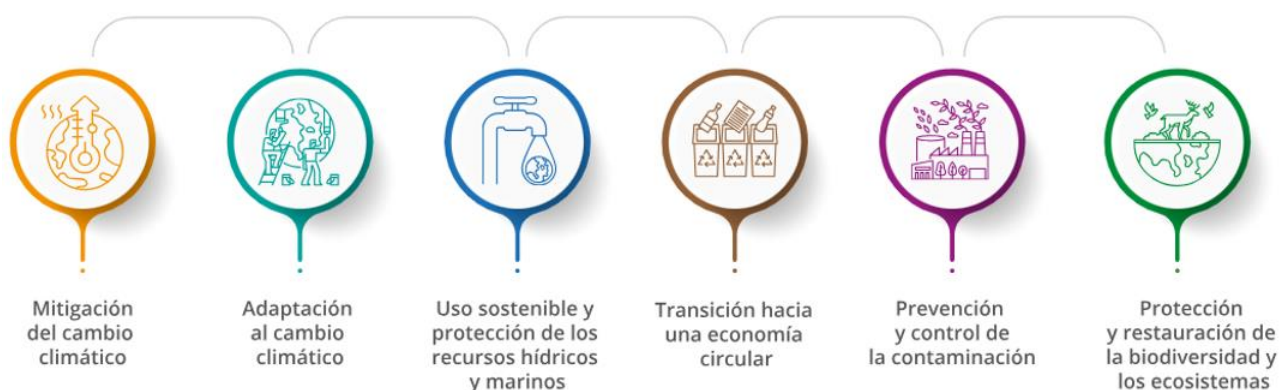 Mitigación
del cambio
climático
Adaptación
al cambio
climático
Uso sostenible y
protección de los
recursos hídricos
y marinos
Transición hacia
una economía
circular
Prevención
y control de
la contaminación
Protección
y restauración de
la biodiversidad y
los ecosistemas